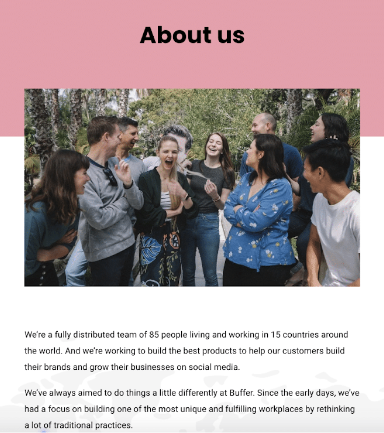 About us
We're a fully distributed team of 85 people living and working in 15 countries around
the world. And we're working to build the best products to help our customers build
their brands and grow their businesses on social media.
We've always aimed to do things a little differently at Buffer. Since the early days, we've
had a focus on building one of the most unique and fulfilling workplaces by rethinking
a lot of traditional practices.